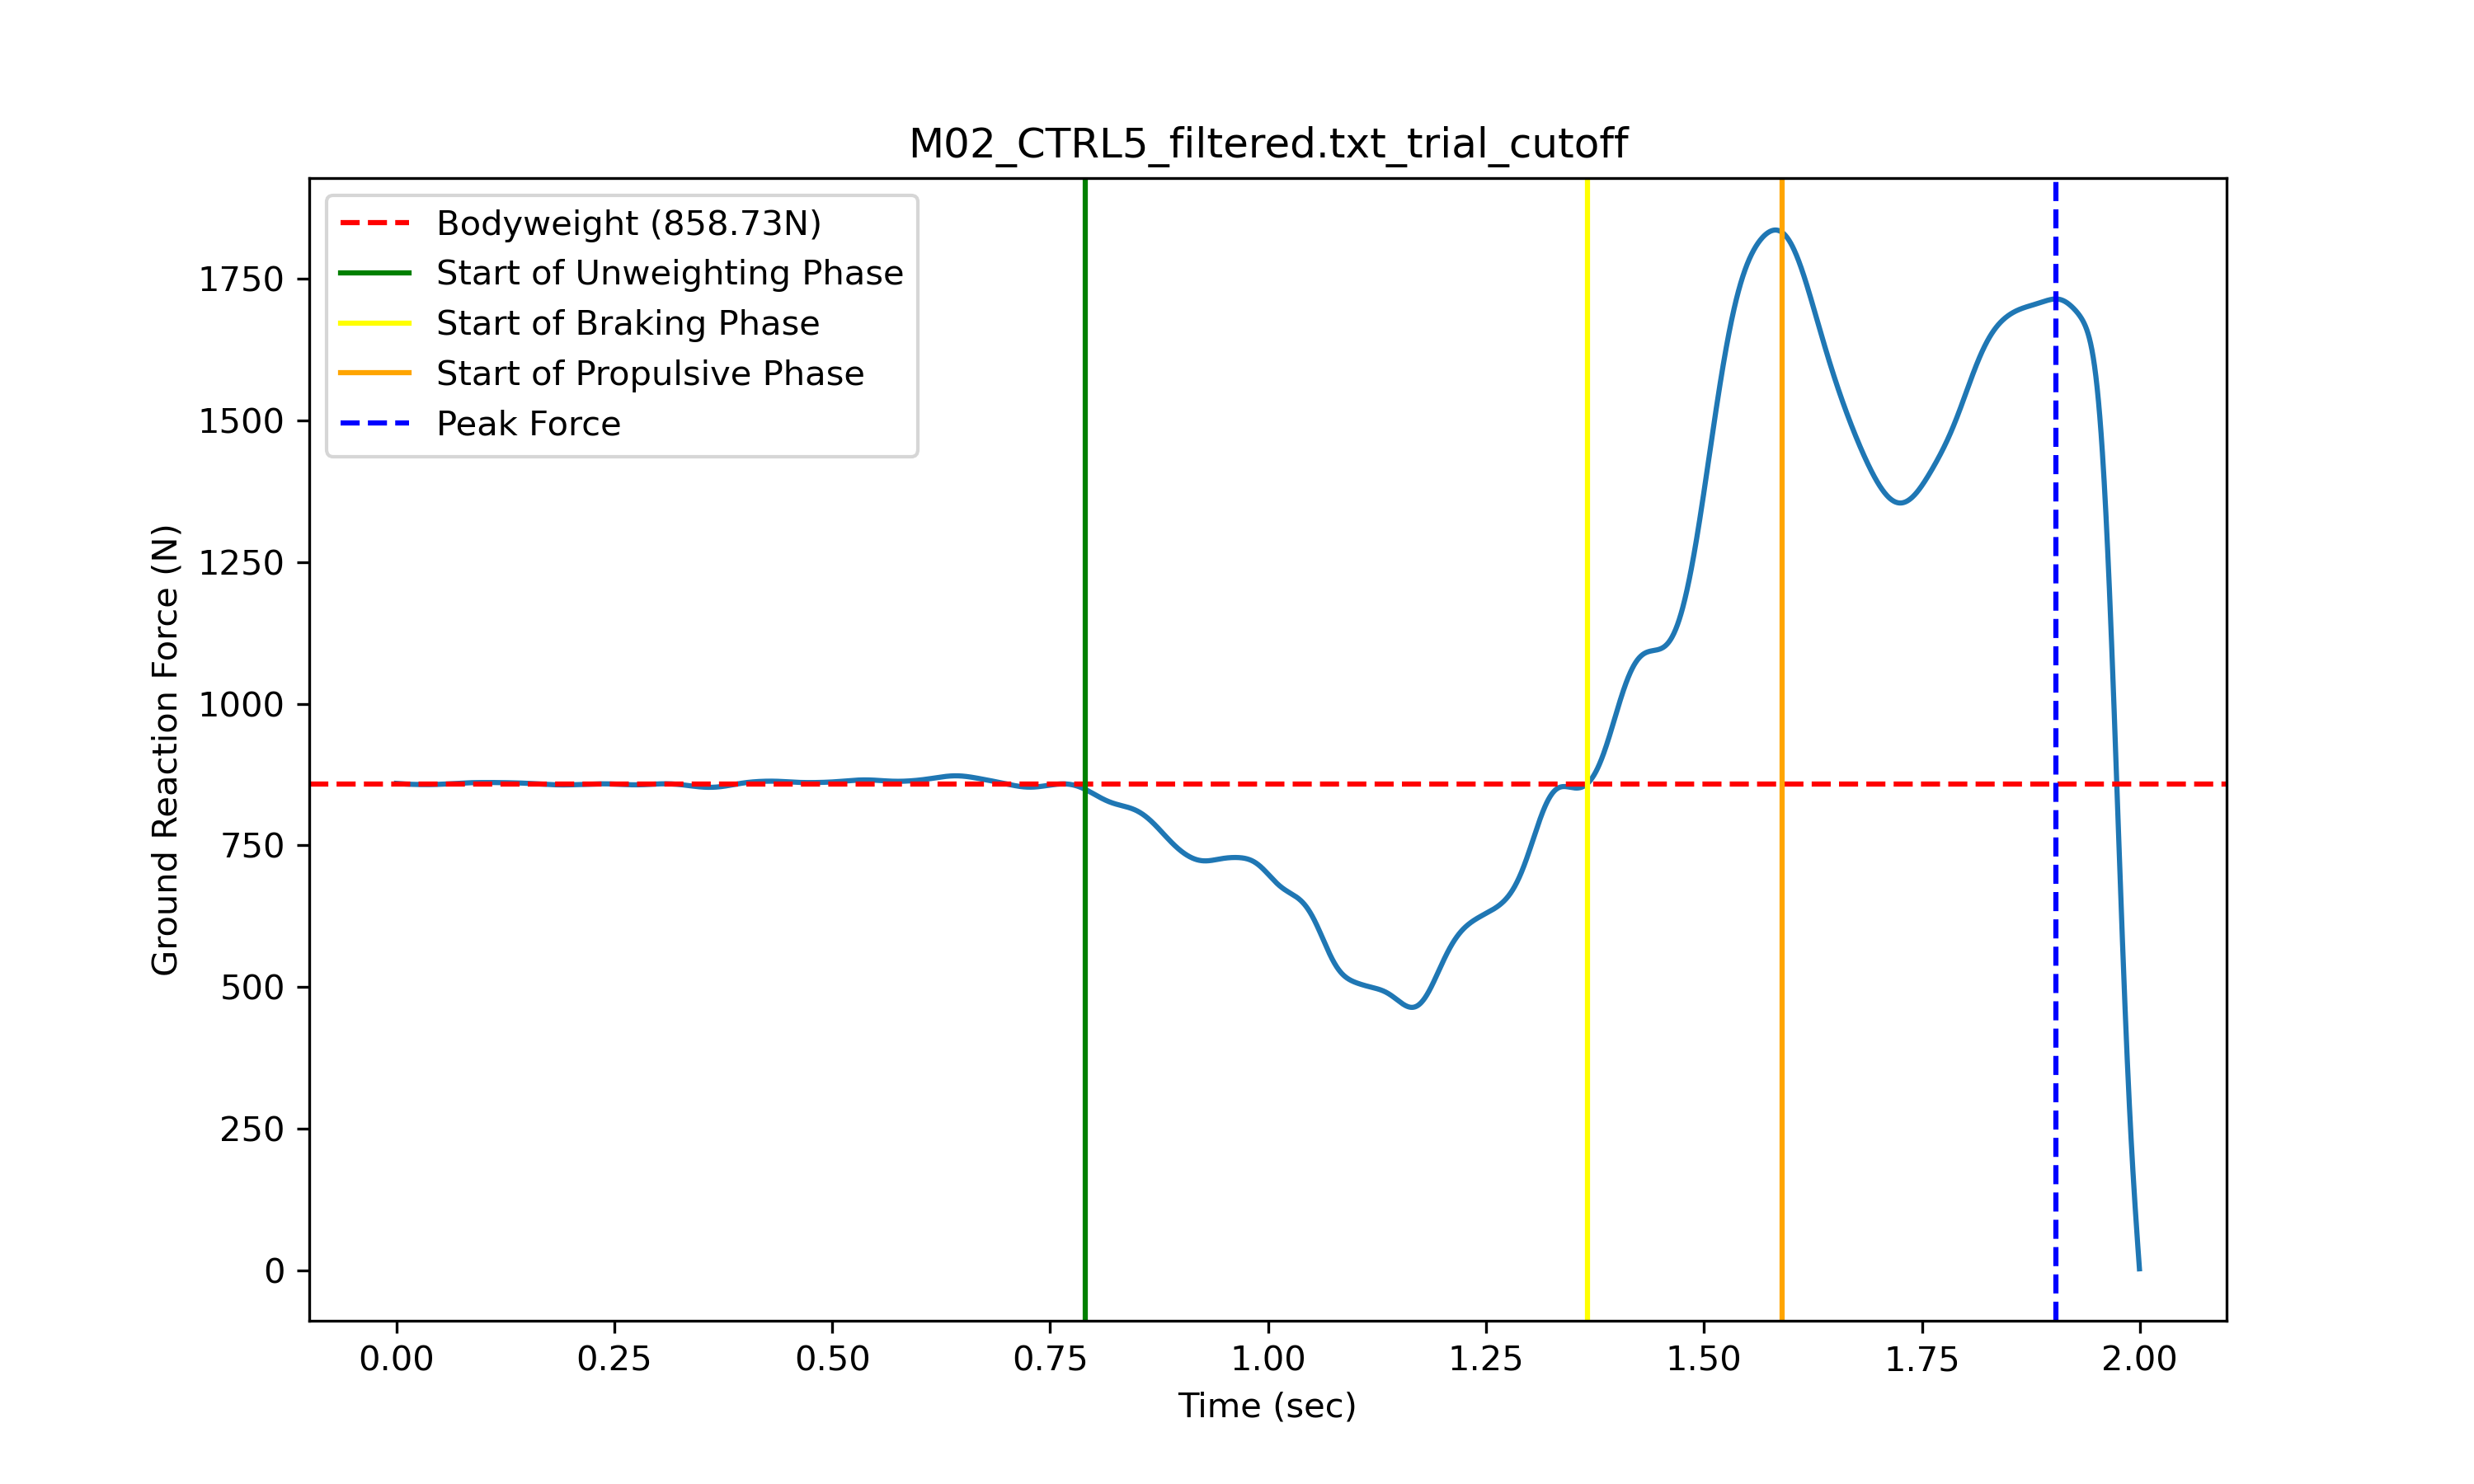 M02_CTRL5_filtered.txt_trial_cutoff
Bodyweight (858.73N)
Start of Unweighting Phase
Start of Braking Phase
Start of Propulsive Phase
Peak Force
Ground Reaction Force (N)
1750
1500
1250
1000
750
500
250
0
0.00 0.25 0.50 0.75 1.00 1.25 1.50 1.75 2.00
Time (sec)